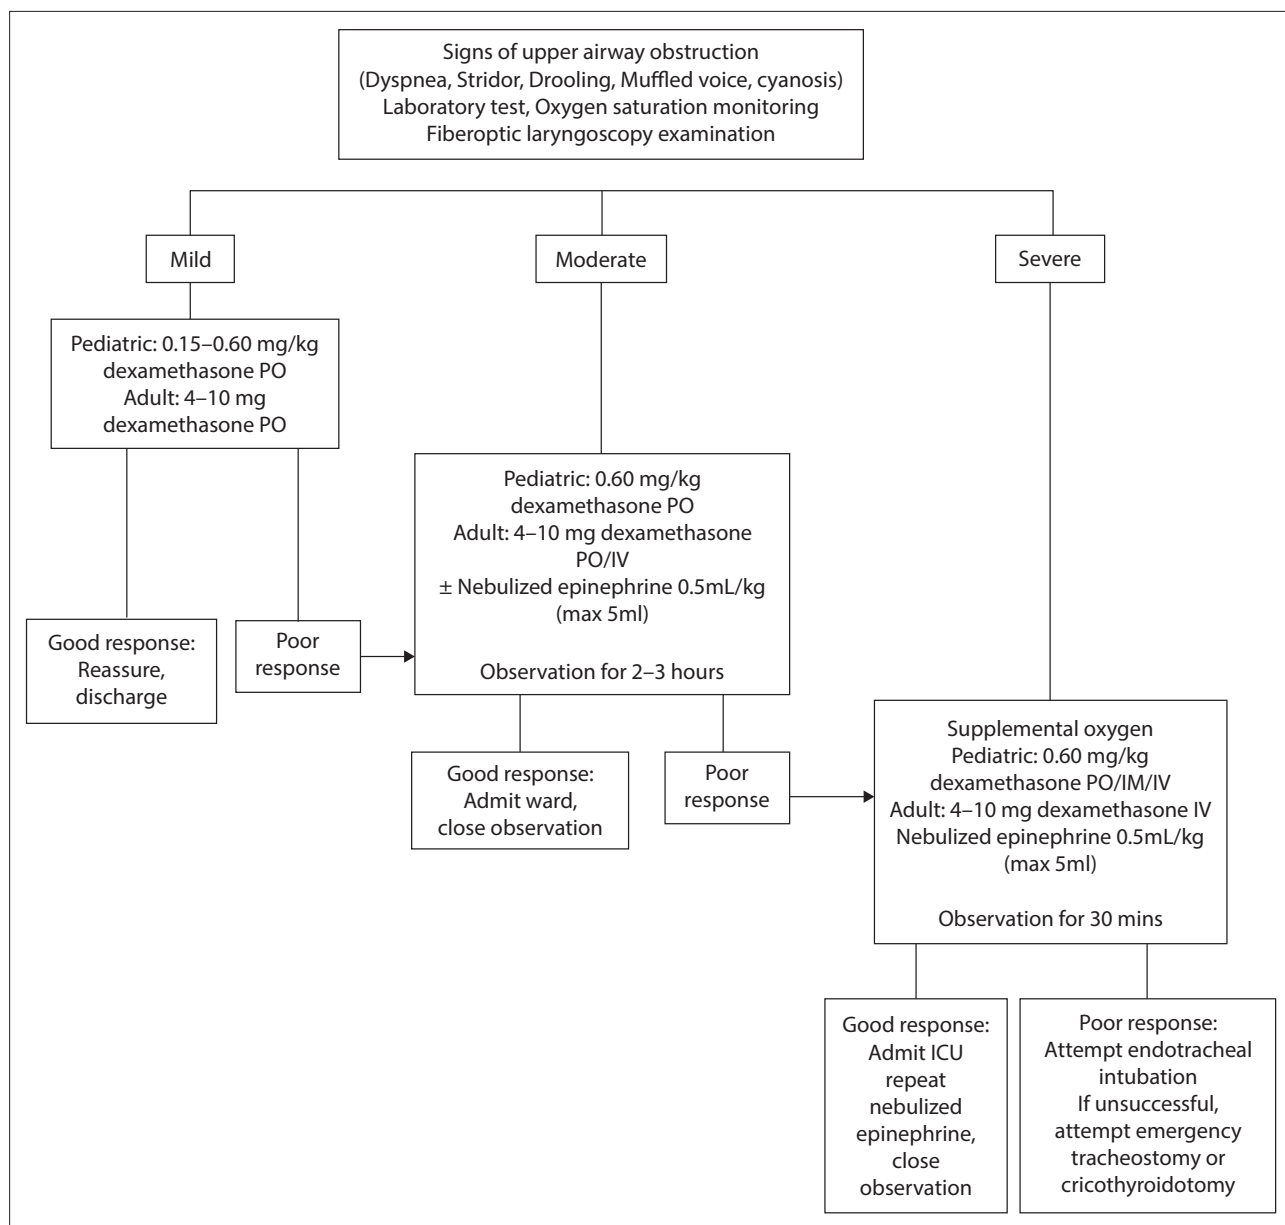 Signs of upper airway obstruction
(Dyspnea, Stridor, Drooling, Muffled voice, cyanosis)
Laboratory test, Oxygen saturation monitoring
Fiberoptic laryngoscopy examination
Mild
Moderate
Severe
Pediatric: 0.15–0.60 mg/kg
dexamethasone PO
Adult: 4–10 mg
dexamethasone PO
Pediatric: 0.60 mg/kg
dexamethasone PO
Adult: 4–10 mg dexamethasone
PO/IV
± Nebulized epinephrine 0.5mL/kg
(max 5ml)
Observation for 2–3 hours
Good response:
Reassure,
discharge
Poor
response
Good response:
Admit ward,
close observation
Poor
response
Supplemental oxygen
Pediatric: 0.60 mg/kg
dexamethasone PO/IM/IV
Adult: 4–10 mg dexamethasone IV
Nebulized epinephrine 0.5mL/kg
(max 5ml)
Observation for 30 mins
Good response:
Admit ICU
repeat
nebulized
epinephrine,
close
observation
Poor response:
Attempt endotracheal
intubation
If unsuccessful,
attempt emergency
tracheostomy or
cricothyroidotomy